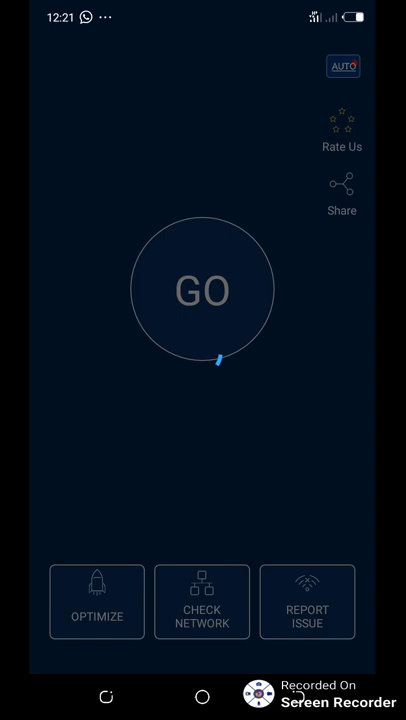 12:21
AUTO
Rate Us
Share
GO
OPTIMIZE
CHECK
NETWORK
REPORT
ISSUE
Recorded On
Screen Recorder